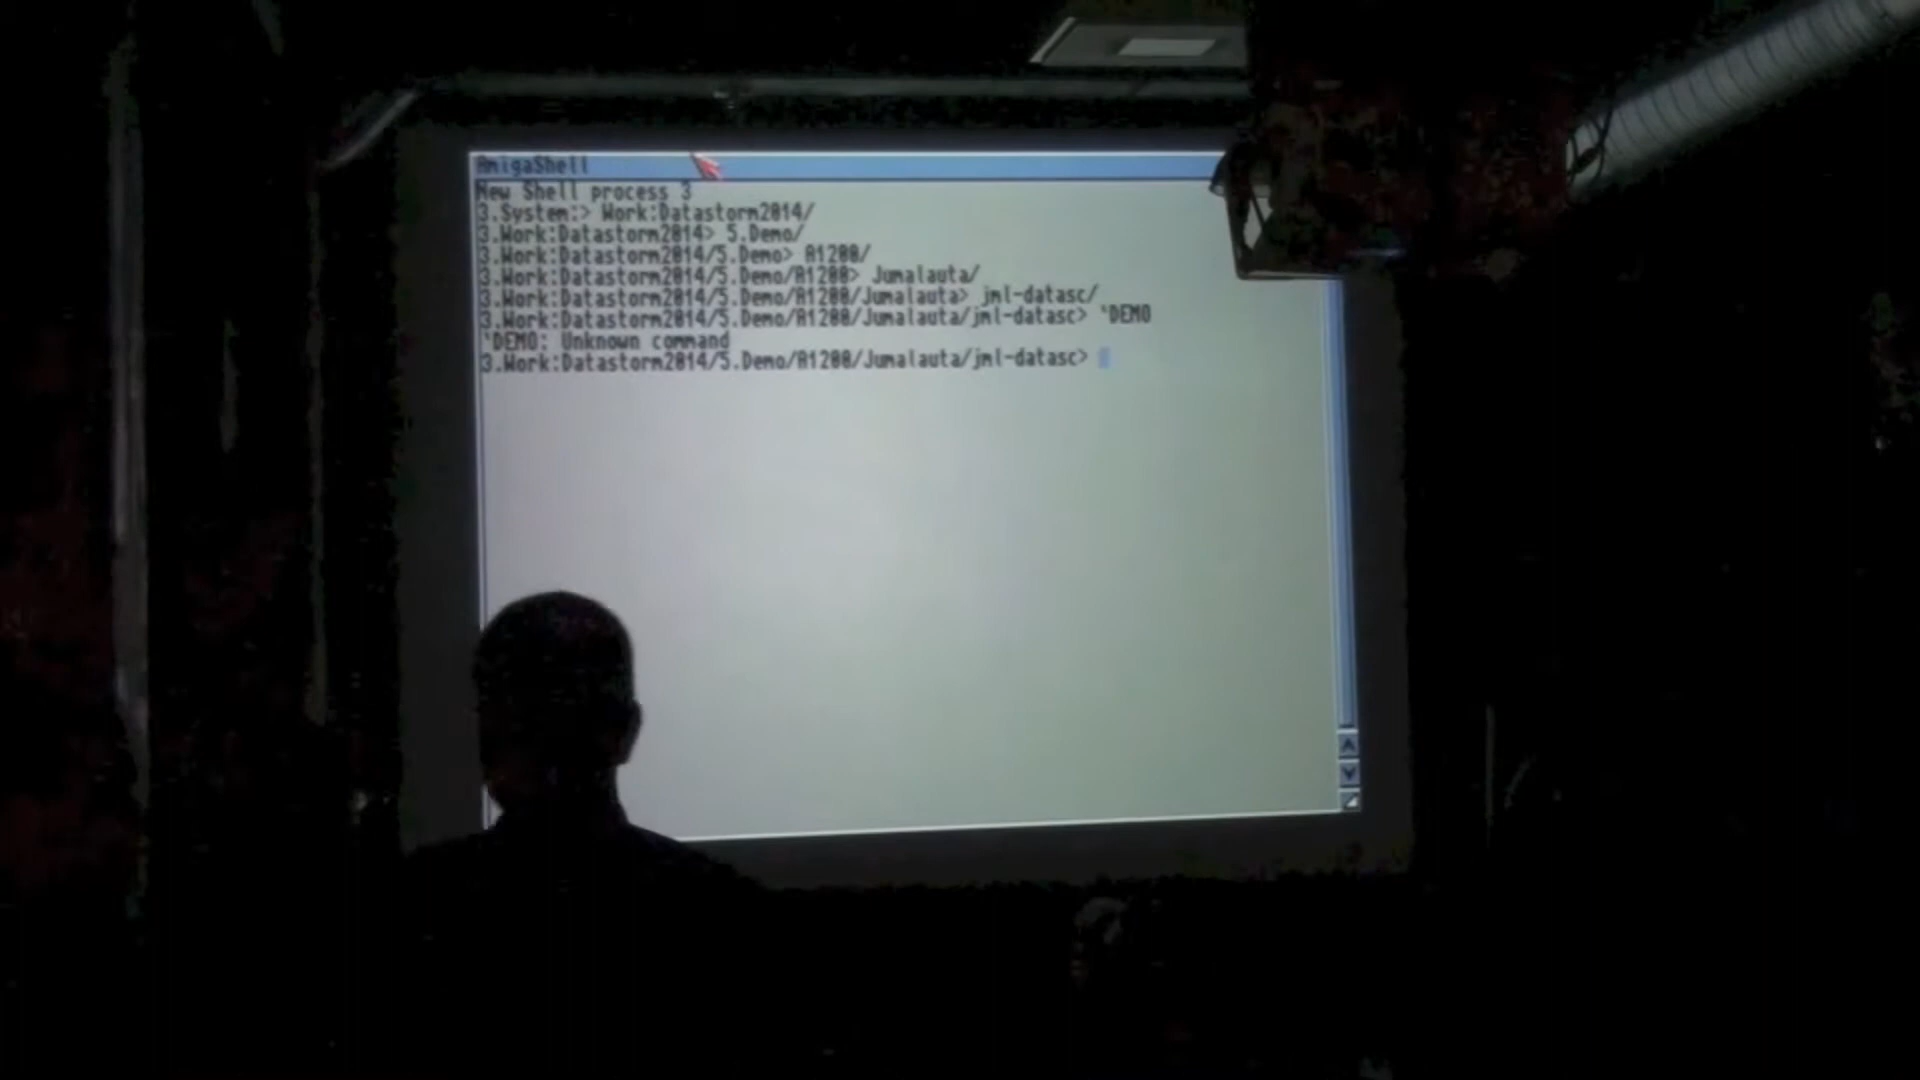 AmigaShell
New Shell process 3
3.System:> Work:Datastorm2014/
3.Work:Datastorm2014> 5.Demo/
3.Work:Datastorm2014/5.Demo> A1200/
3.Work:Datastorm2014/5.Demo/A1200> Jumalauta/
3.Work:Datastorm2014/5.Demo/A1200/Jumalauta> jml-datasc/
3.Work:Datastorm2014/5.Demo/A1200/Jumalauta/jml-datasc> `DEMO
`DEMO: Unknown command
3.Work:Datastorm2014/5.Demo/A1200/Jumalauta/jml-datasc>